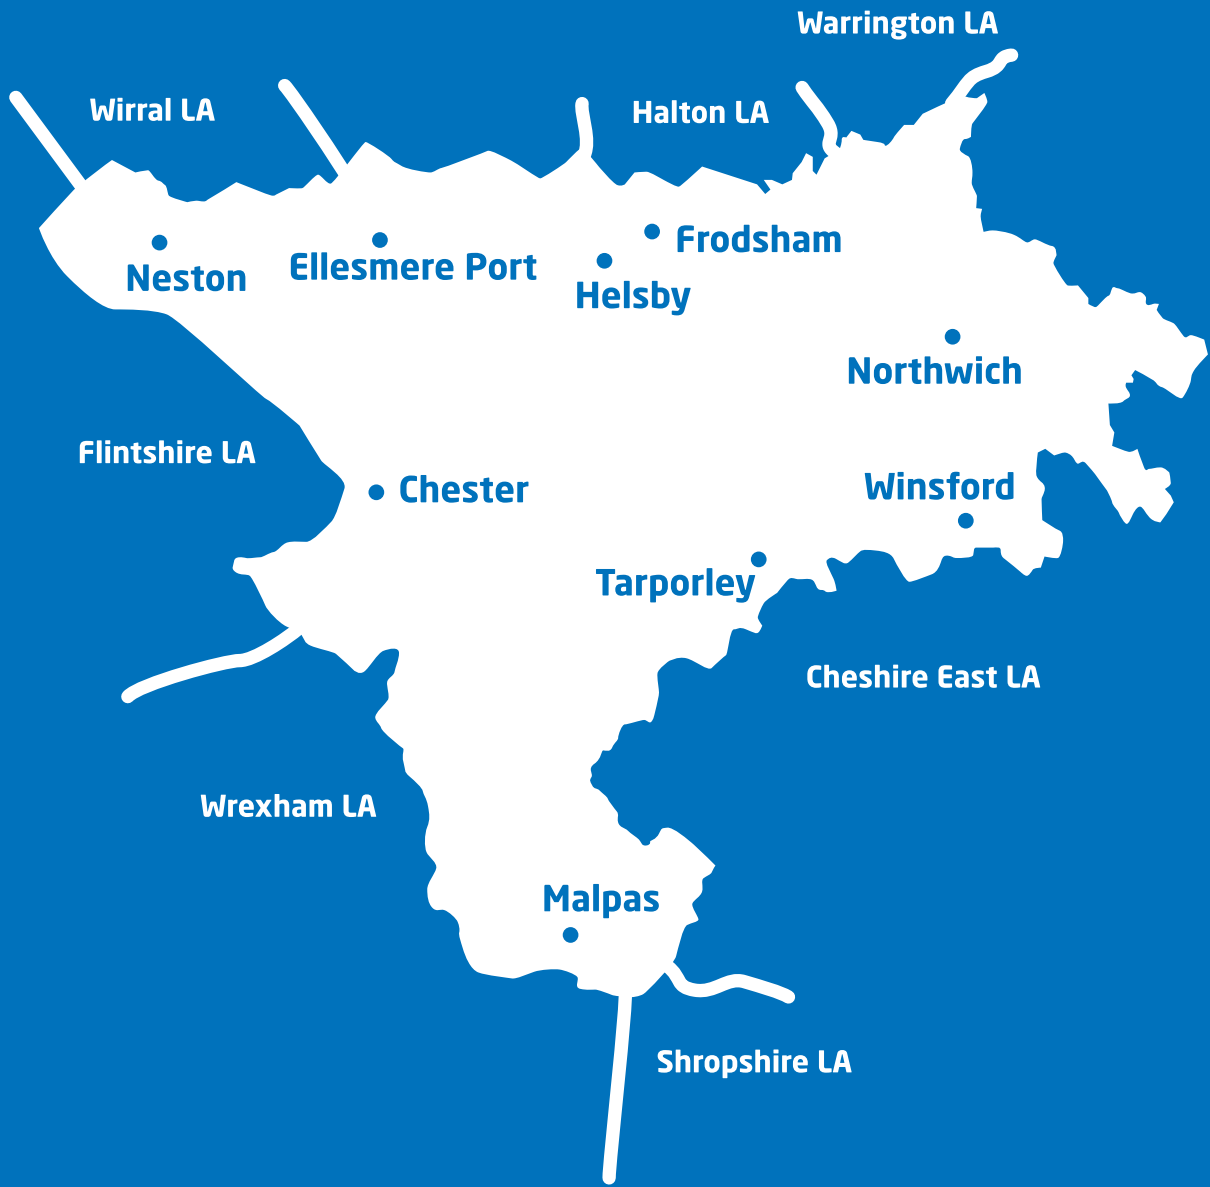 Warrington LA
Wirral LA
Halton LA
Frodsham
Ellesmere Port
Neston
Helsby
Northwich
Flintshire LA
Chester
Winsford
Tarporley
Cheshire East LA
Wrexham LA
Malpas
Shropshire LA